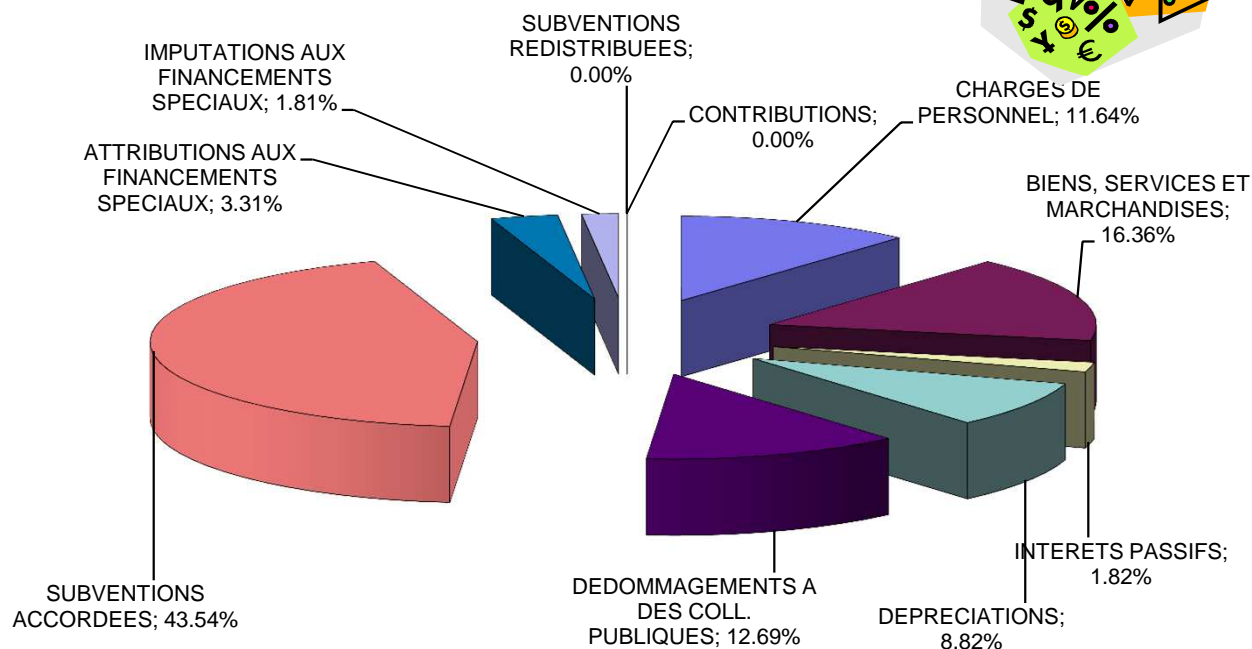 SUBVENTIONS
REDISTRIBUEES;
0.00%
IMPUTATIONS AUX
FINANCEMENTS
SPECIAUX; 1.81%
ATTRIBUTIONS AUX
FINANCEMENTS
SPECIAUX; 3.31%
CONTRIBUTIONS;
0.00%
CHARGES DE
PERSONNEL; 11.64%
BIENS, SERVICES ET
MARCHANDISES;
16.36%
INTERETS PASSIFS;
1.82%
DEPRECIATIONS;
8.82%
DEDOMMAGEMENTS A
DES COLL.
PUBLIQUES; 12.69%
SUBVENTIONS
ACCORDEES; 43.54%
$ % ¥ $ €